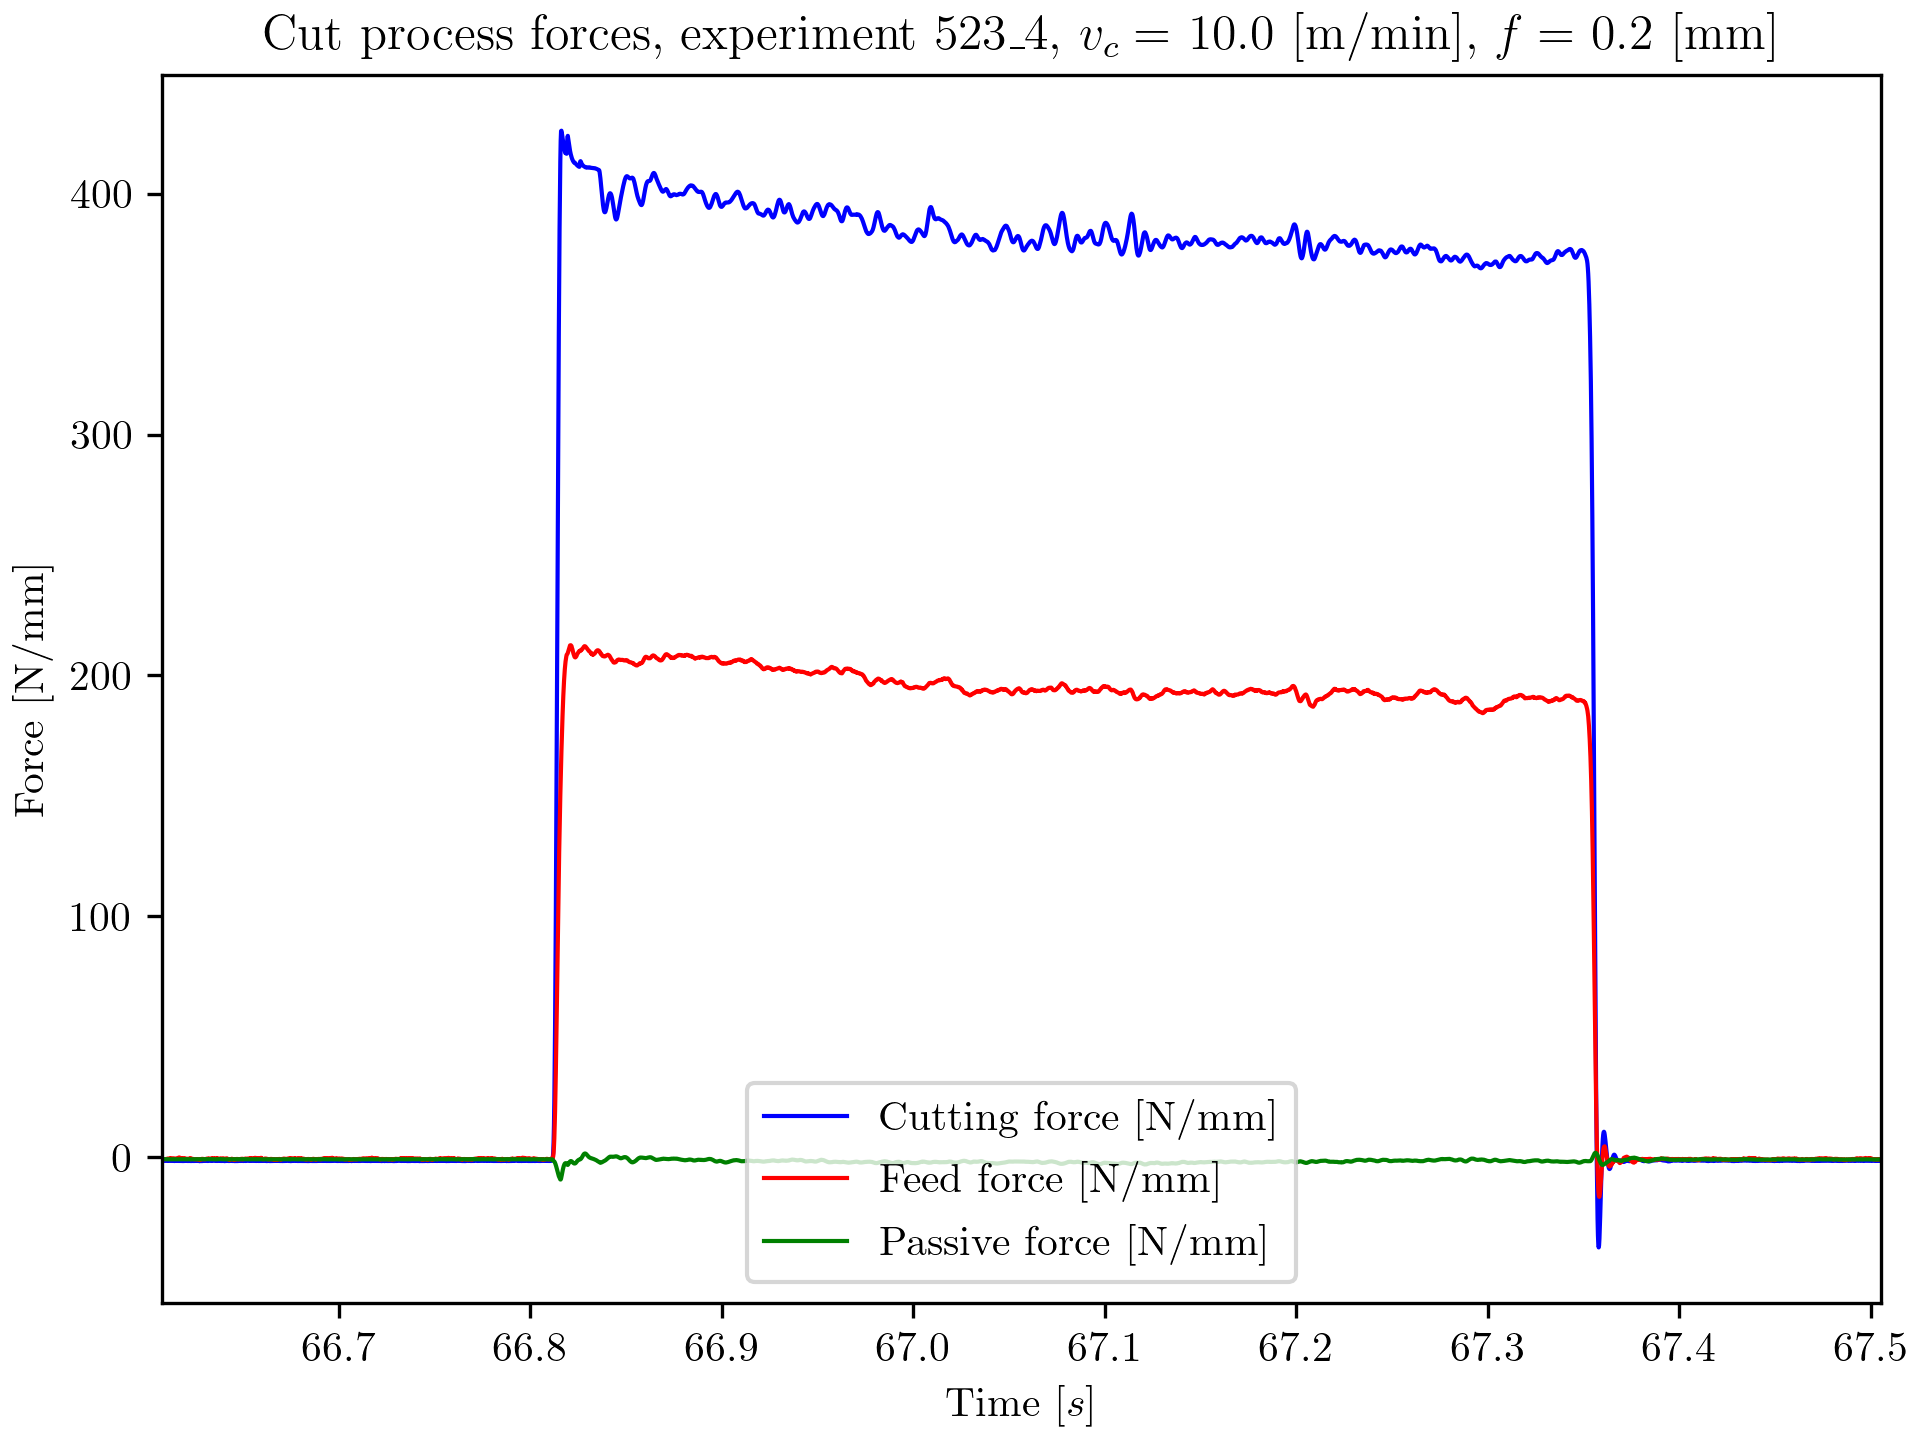 Cut process forces, experiment 523_4, v_c = 10.0 [m/min], f = 0.2 [mm]
Force [N/mm]
400
300
200
100
0
Cutting force [N/mm]
Feed force [N/mm]
Passive force [N/mm]
66.7 66.8 66.9 67.0 67.1 67.2 67.3 67.4 67.5
Time [s]